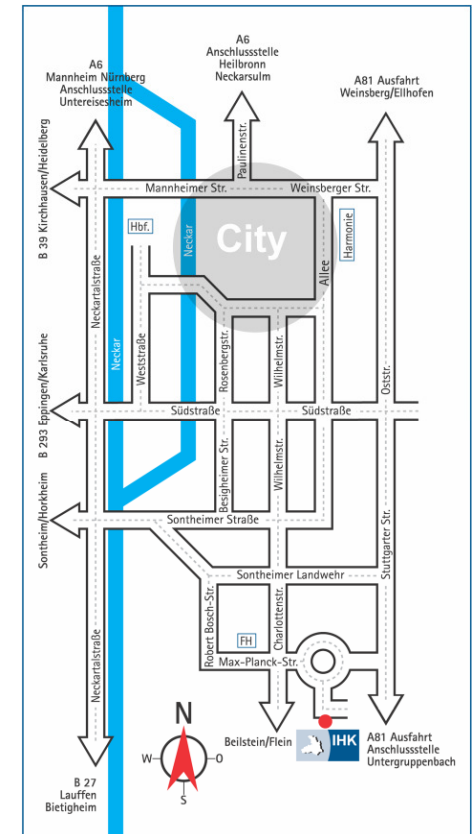 A6
Mannheim Nürnberg
Anschlussstelle
Untereisesheim
A6
Anschlussstelle
Heilbronn
Neckarsulm
A81 Ausfahrt
Weinsberg/Ellhofen
B 39 Kirchhausen/Heidelberg
Paulinenstr.
Mannheimer Str.
Weinsberger Str.
Hbf.
Neckar
City
Harmonie
Allee
Neckartalstraße
Neckar
Weststraße
Rosenbergstr.
Wilhelmstr.
Oststr.
B 293 Eppingen/Karlsruhe
Südstraße
Südstraße
Besigheimer Str.
Wilhelmstr.
Sontheim/Horkheim
Sontheimer Straße
Stuttgarter Str.
Sontheimer Landwehr
Robert Bosch-Str.
Charlottenstr.
Neckartalstraße
FH
Max-Planck-Str.
N
W
O
S
Beilstein/Flein
IHK
A81 Ausfahrt
Anschlussstelle
Untergruppenbach
B 27
Lauffen
Bietigheim